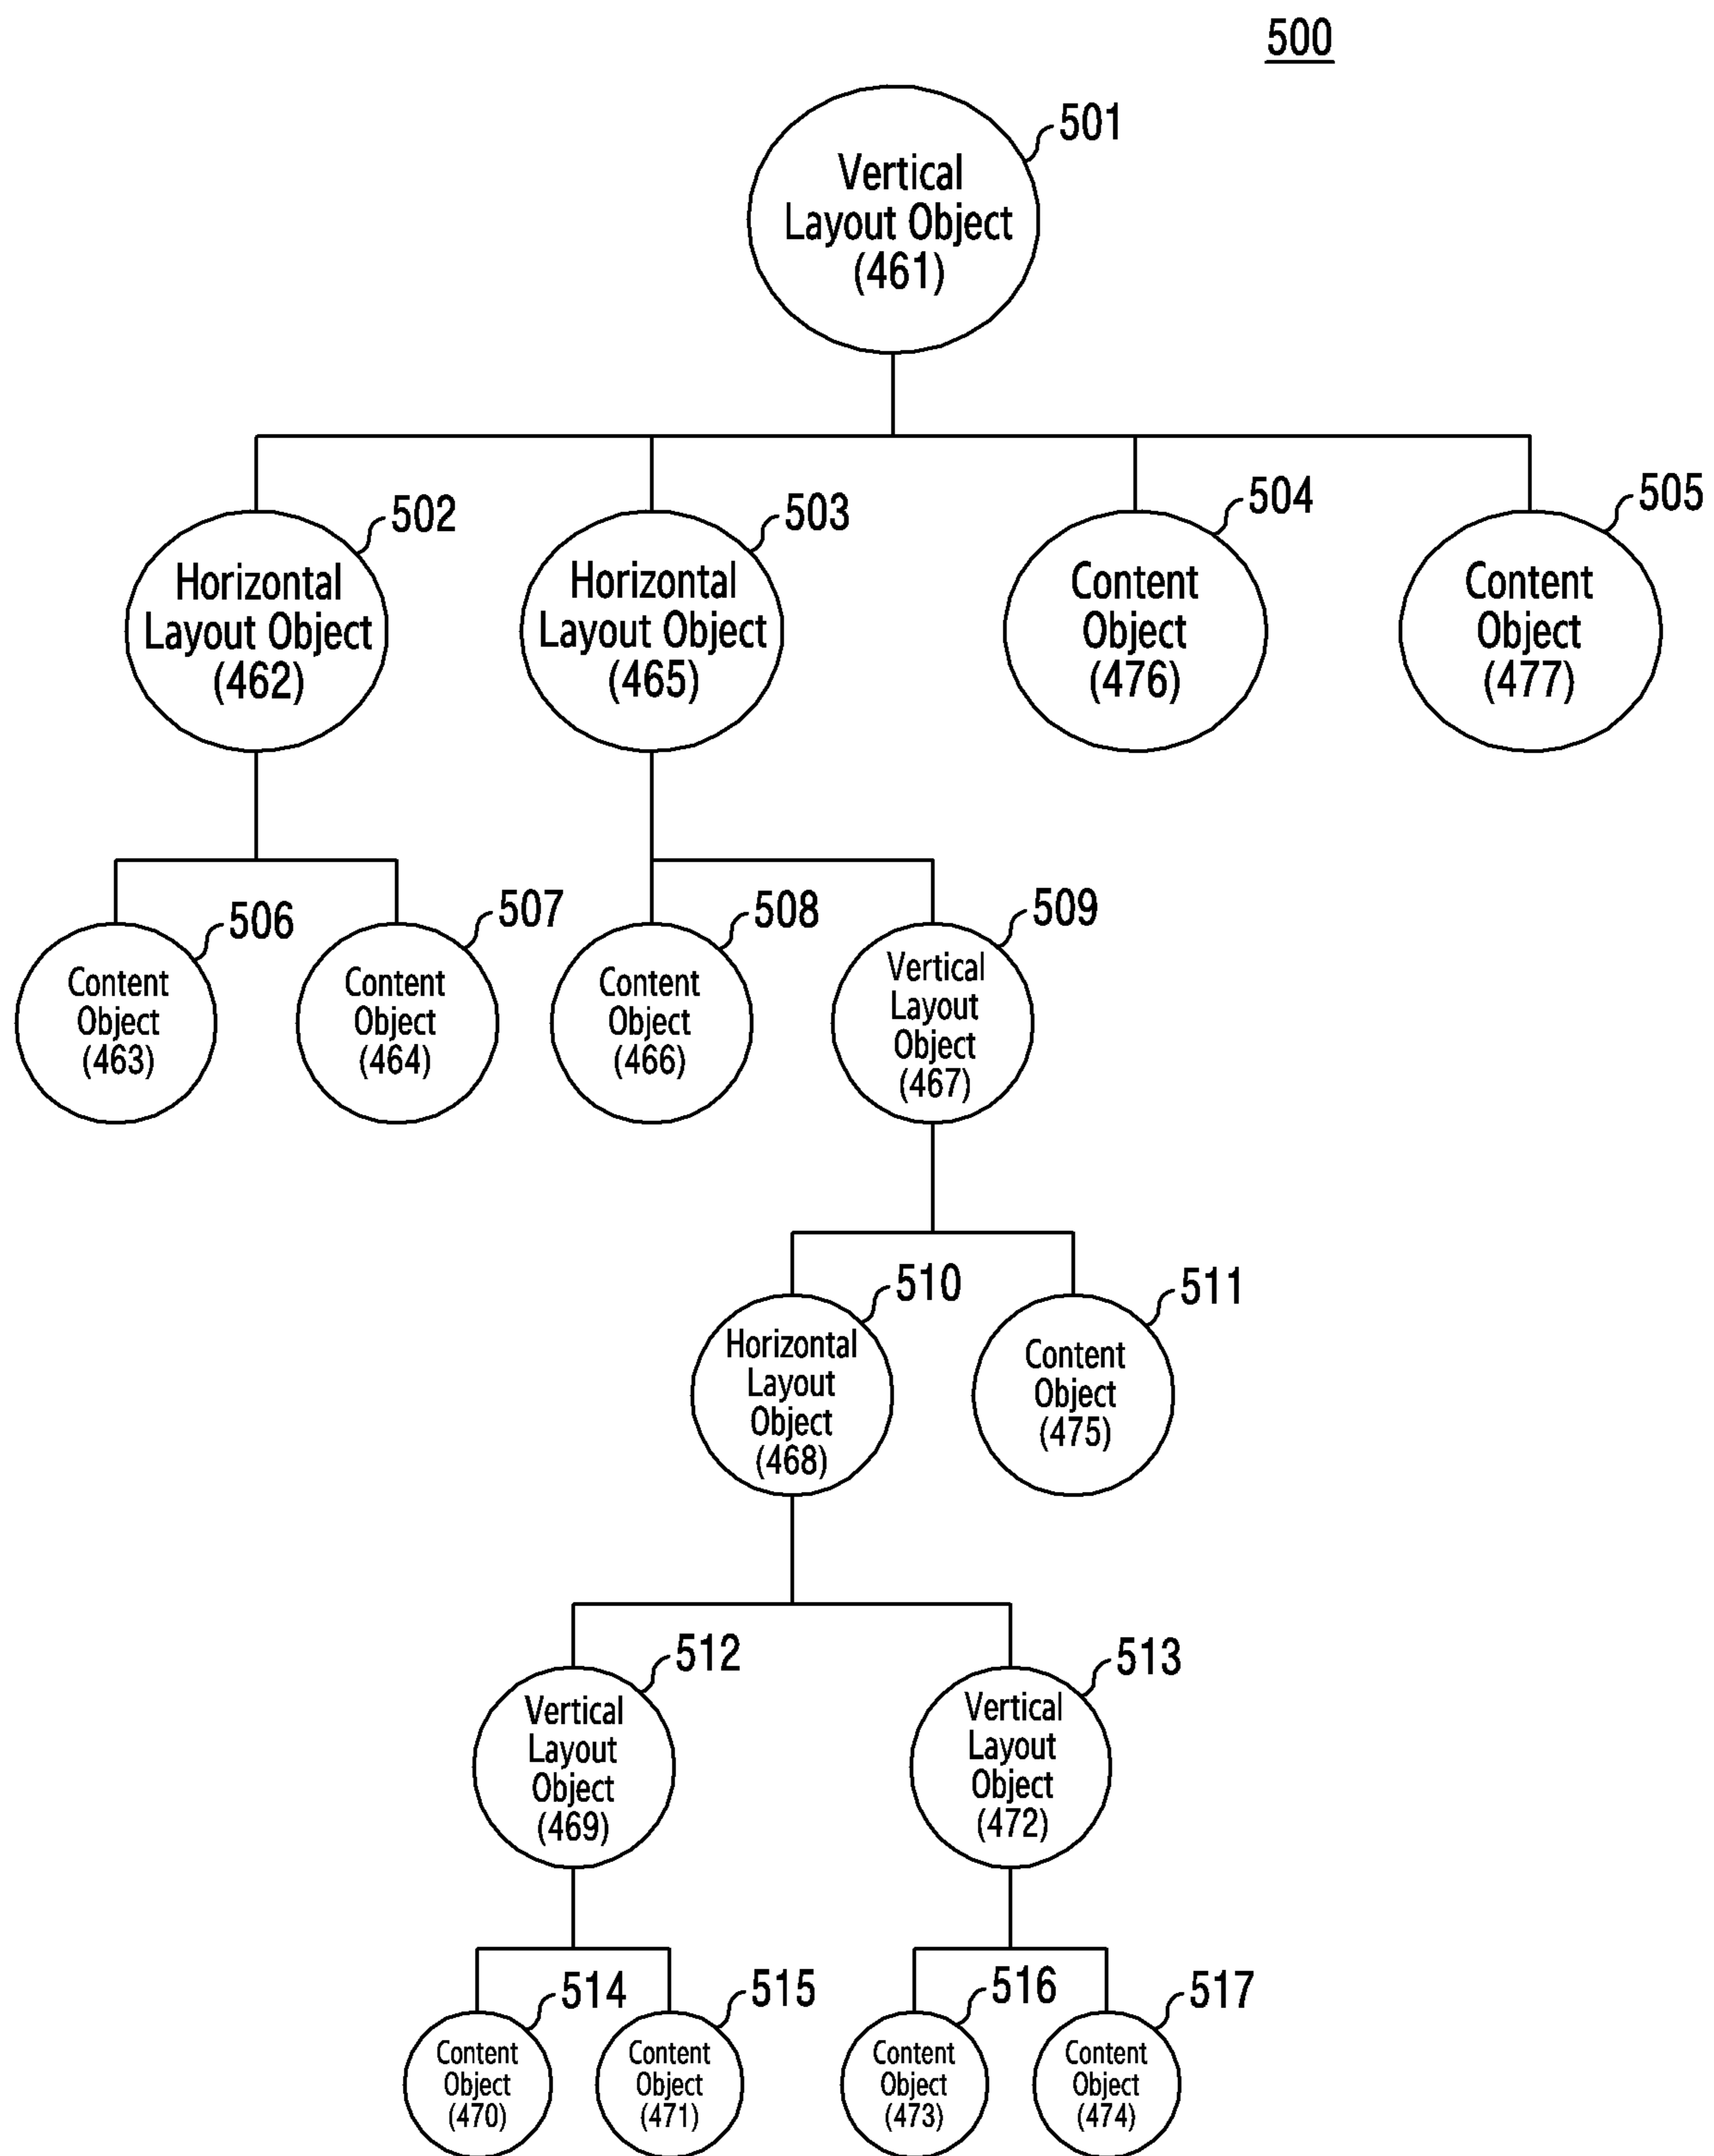 500
501
Vertical
Layout Object
(461)
502
503
504
505
Horizontal
Layout Object
(462)
Horizontal
Layout Object
(465)
Content
Object
(476)
Content
Object
(477)
506
507
508
509
Content
Object
(463)
Content
Object
(464)
Content
Object
(466)
Vertical
Layout
Object
(467)
510
511
Horizontal
Layout
Object
(468)
Content
Object
(475)
512
513
Vertical
Layout
Object
(469)
Vertical
Layout
Object
(472)
514
515
516
517
Content
Object
(470)
Content
Object
(471)
Content
Object
(473)
Content
Object
(474)